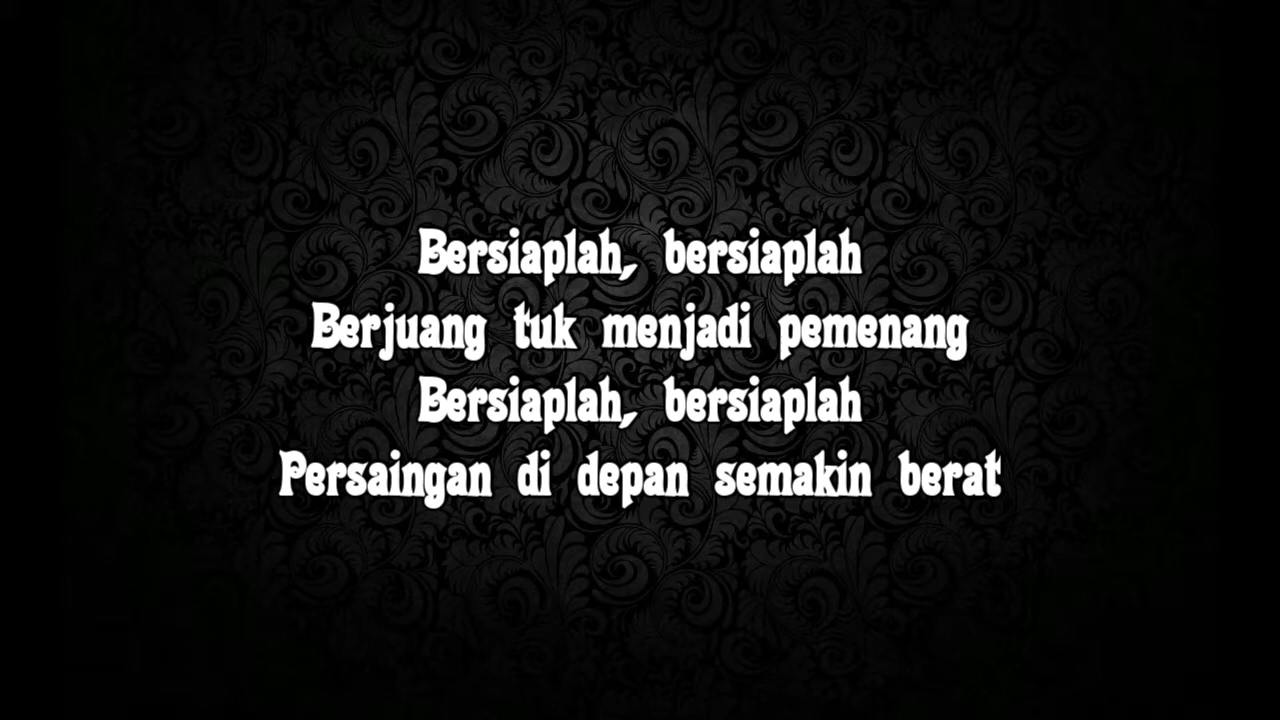 Bersiaplah, bersiaplah
Berjuang tuk menjadi pemenang
Bersiaplah, bersiaplah
Persaingan di depan semakin berat